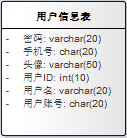 用户信息表
- 密码: varchar(20)
- 手机号: char(20)
- 头像: varchar(50)
- 用户ID: int(10)
- 用户名: varchar(20)
- 用户账号: char(20)